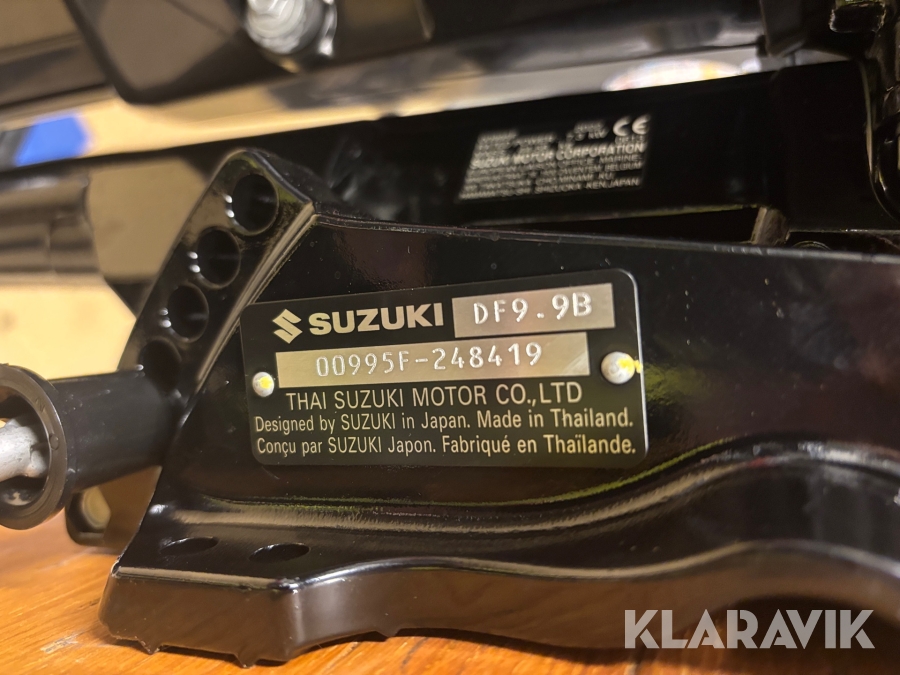 CE
SUZUKI MOTOR CORPORATION
SUZUKI DF9.9B
00995F-248419
THAI SUZUKI MOTOR CO.,LTD
Designed by SUZUKI in Japan. Made in Thailand.
Conçu par SUZUKI Japon. Fabriqué en Thaïlande.
KLARAVIK